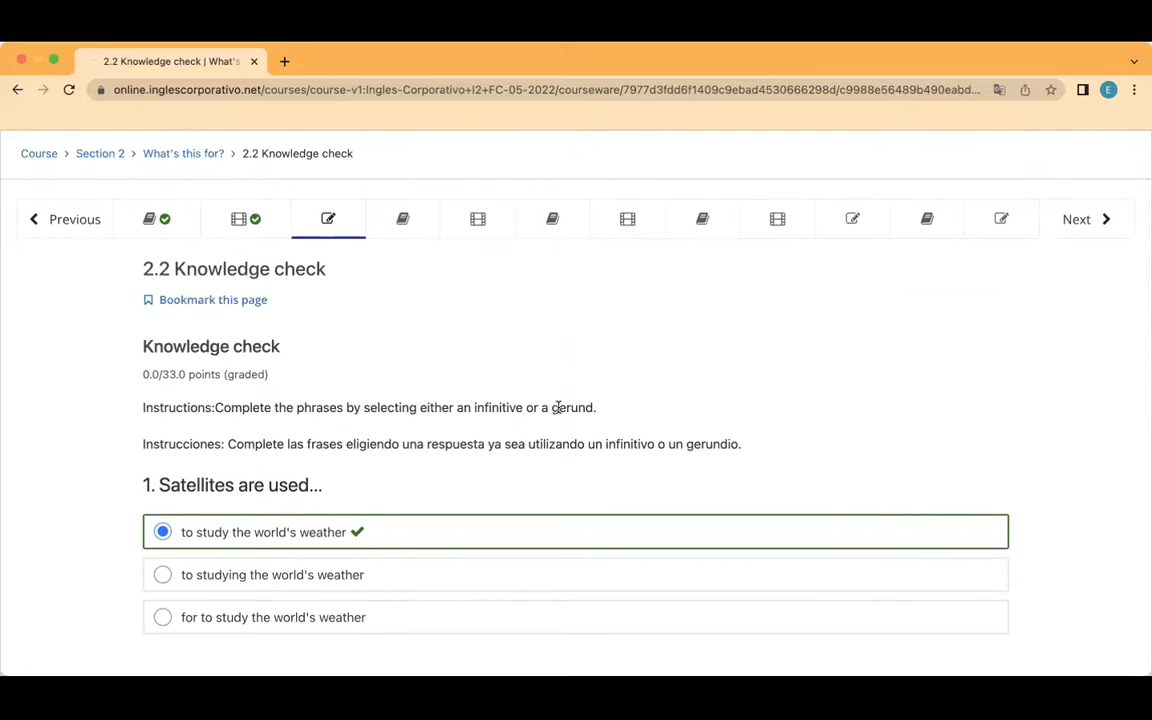 2.2 Knowledge check | What's
online.inglescorporativo.net/courses/course-v1:Ingles-Corporativo+I2+FC-05-2022/courseware/7977d3fdd6f1409c9ebad4530666298d/c9988e56489b490eabd...
E
Course > Section 2 > What's this for? > 2.2 Knowledge check
Previous
Next
2.2 Knowledge check
Bookmark this page
Knowledge check
0.0/33.0 points (graded)
Instructions:Complete the phrases by selecting either an infinitive or a gerund.
Instrucciones: Complete las frases eligiendo una respuesta ya sea utilizando un infinitivo o un gerundio.
1. Satellites are used...
to study the world's weather
to studying the world's weather
for to study the world's weather